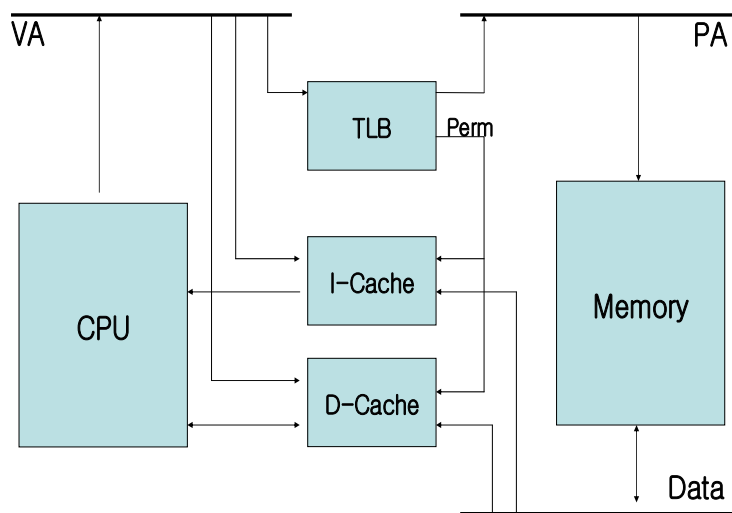 VA
PA
TLB
Perm
I-Cache
CPU
Memory
D-Cache
Data